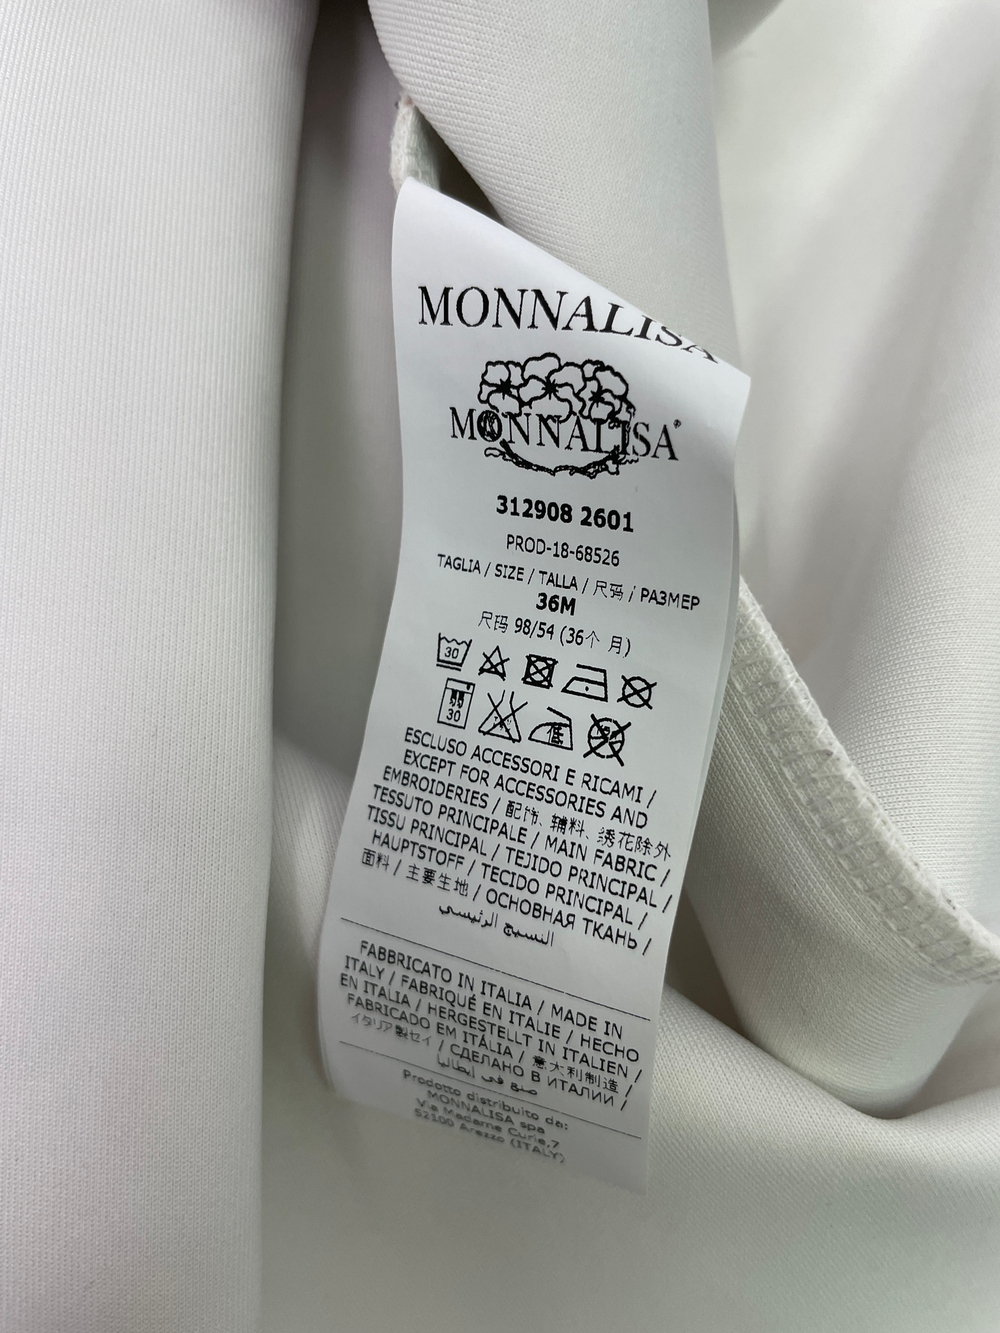 MONNALISA
MONNALISA®
312908 2601
PROD-18-68526
TAGLIA / SIZE / TALLA / 尺码 / РАЗМЕР
36M
尺码 98/54 (36个 月)
30
30 低
ESCLUSO ACCESSORI E RICAMI /
EXCEPT FOR ACCESSORIES AND
EMBROIDERIES / 配饰、辅料、绣花除外
TESSUTO PRINCIPALE / MAIN FABRIC /
TISSU PRINCIPAL / TEJIDO PRINCIPAL /
HAUPTSTOFF / TECIDO PRINCIPAL /
面料 / 主要生地 / ОСНОВНАЯ ТКАНЬ /
النسيج الرئيسي
FABBRICATO IN ITALIA / MADE IN
ITALY / FABRIQUÉ EN ITALIE / HECHO
EN ITALIA / HERGESTELLT IN ITALIEN /
FABRICADO EM ITÁLIA / 意大利制造 /
イタリア製セイ / СДЕЛАНО В ИТАЛИИ /
صنع في إيطاليا
Prodotto distribuito da:
MONNALISA spa
Via Madame Curie,7
52100 Arezzo (ITALY)